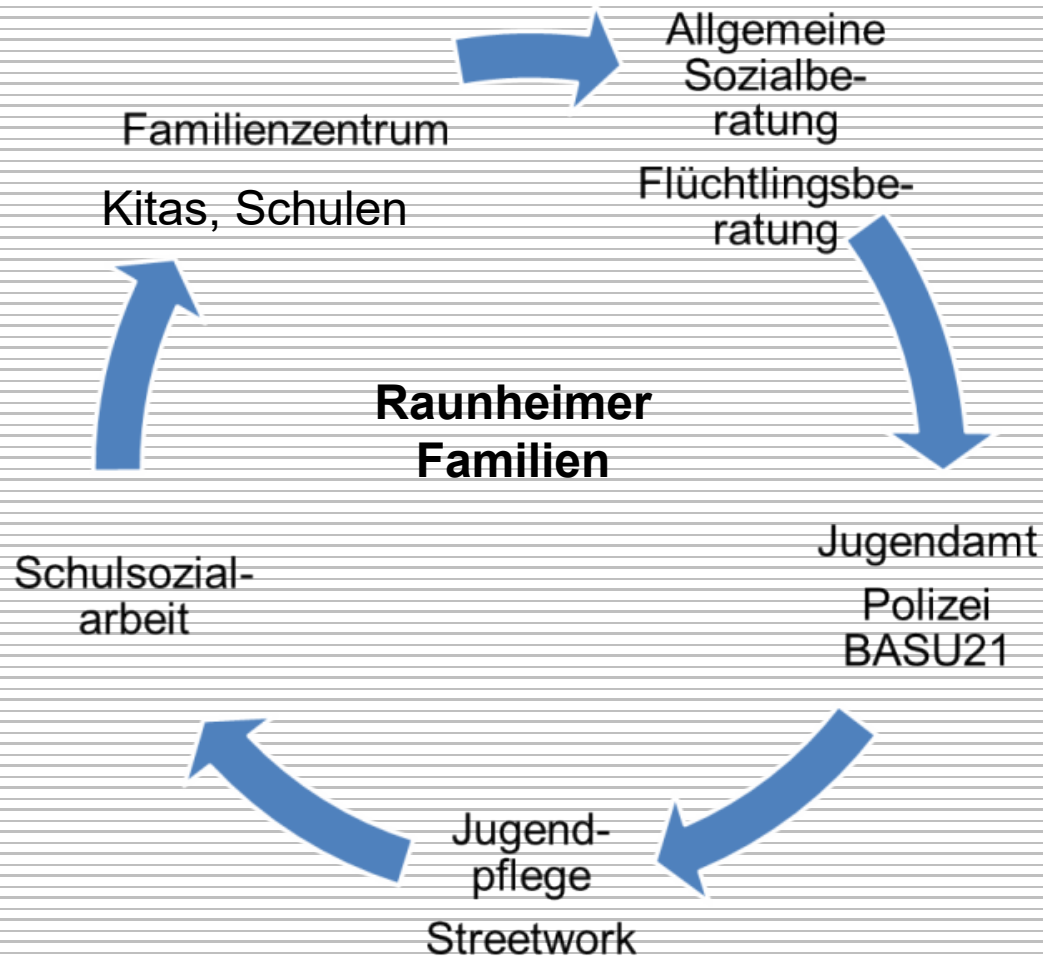 Familienzentrum
Kitas, Schulen
Allgemeine
Sozialbe-
ratung
Flüchtlingsbe-
ratung
Raunheimer
Familien
Jugendamt
Polizei
BASU21
Schulsozial-
arbeit
Jugend-
pflege
Streetwork